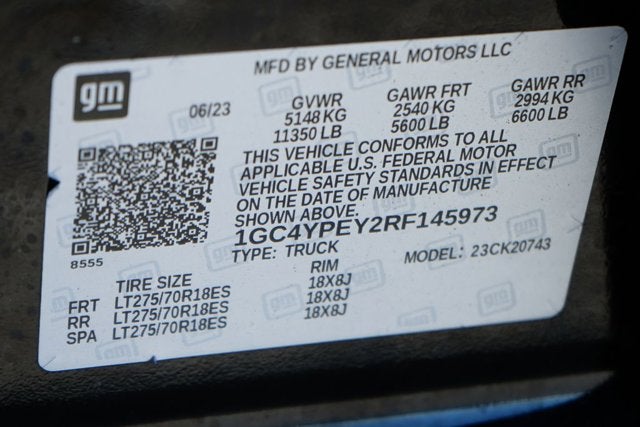 MFD BY GENERAL MOTORS LLC
gm
06/23
GVWR
5148 KG
11350 LB
GAWR FRT
2540 KG
5600 LB
GAWR RR
2994 KG
6600 LB
THIS VEHICLE CONFORMS TO ALL
APPLICABLE U.S. FEDERAL MOTOR
VEHICLE SAFETY STANDARDS IN EFFECT
ON THE DATE OF MANUFACTURE
SHOWN ABOVE.
1GC4YPEY2RF145973
8555
TYPE: TRUCK MODEL: 23CK20743
TIRE SIZE RIM
FRT LT275/70R18ES 18X8J
RR LT275/70R18ES 18X8J
SPA LT275/70R18ES 18X8J